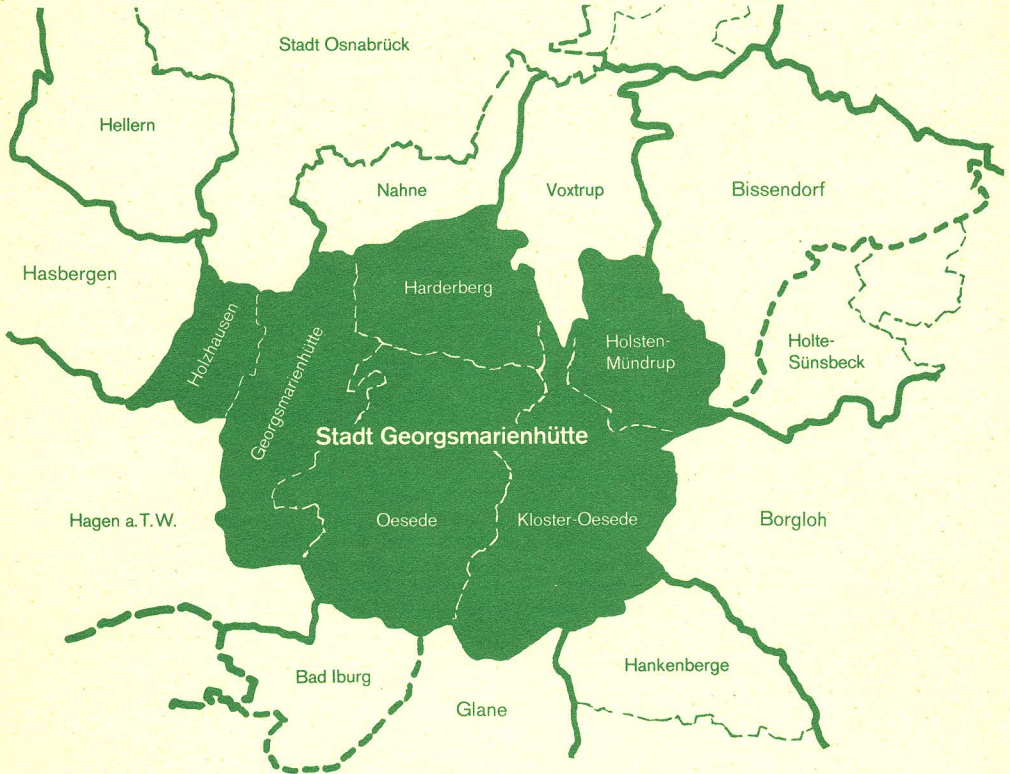 Stadt Osnabrück
Hellern
Nahne
Voxtrup
Bissendorf
Hasbergen
Harderberg
Holzhausen
Georgsmarienhütte
Holsten-
Mündrup
Holte-
Sünsbeck
Stadt Georgsmarienhütte
Hagen a.T.W.
Oesede
Kloster-Oesede
Borgloh
Bad Iburg
Hankenberge
Glane